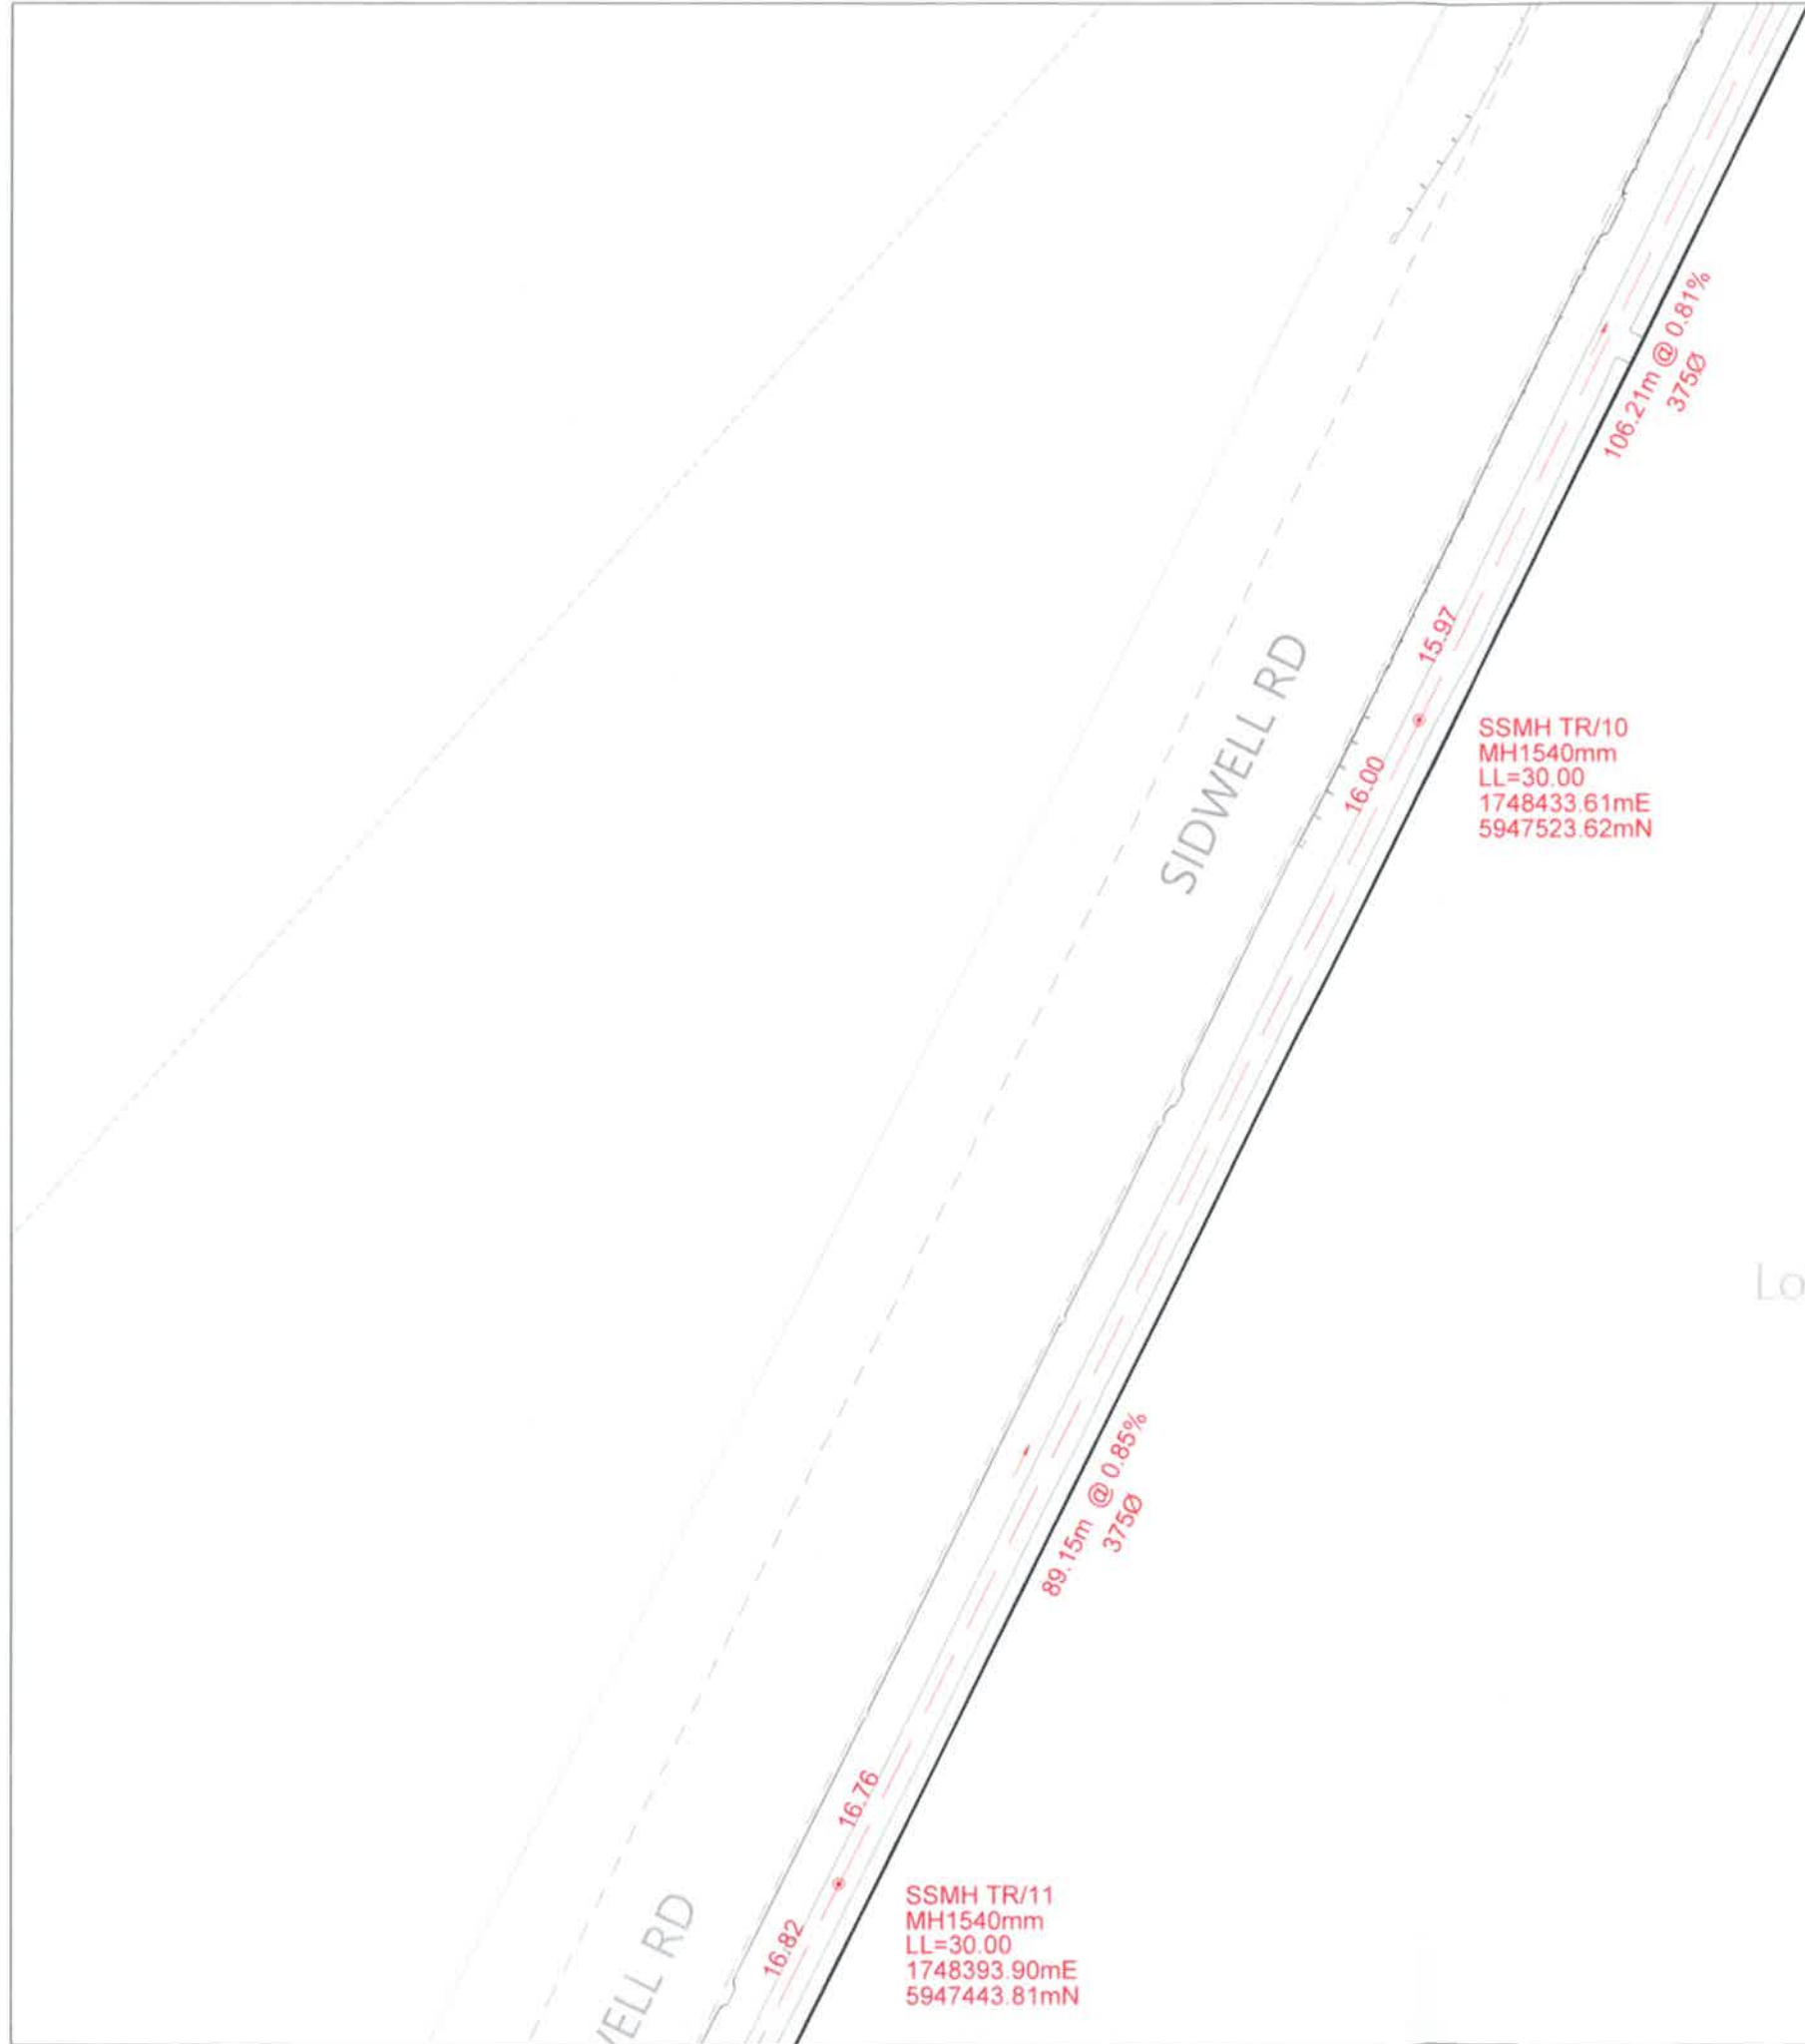 106.21m @ 0.81%
375Ø
SIDWELL RD
15.97
16.00
SSMH TR/10
MH1540mm
LL=30.00
1748433.61mE
5947523.62mN
Lo
89.15m @ 0.85%
375Ø
16.76
16.82
SSMH TR/11
MH1540mm
LL=30.00
1748393.90mE
5947443.81mN
WELL RD